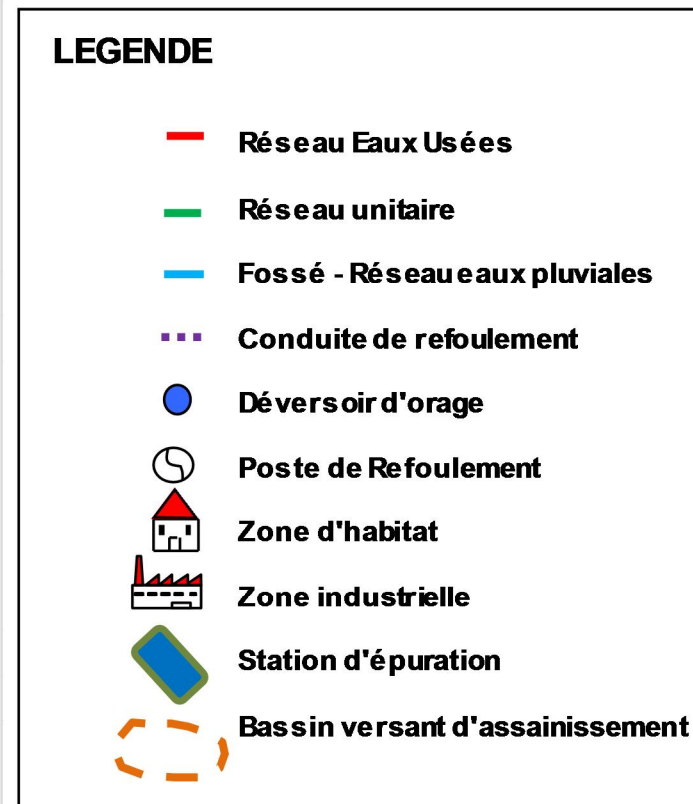 LEGENDE
Réseau Eaux Usées
Réseau unitaire
Fossé - Réseau eaux pluviales
Conduite de refoulement
Déversoir d'orage
Poste de Refoulement
Zone d'habitat
Zone industrielle
Station d'épuration
Bassin versant d'assainissement